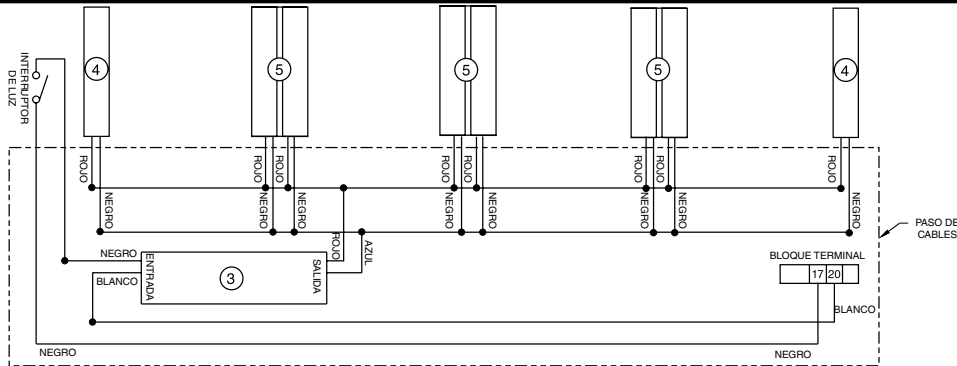 INTERRUPTOR
DE LUZ
4
5
5
5
4
ROJO
NEGRO
ROJO
NEGRO
ROJO
NEGRO
ROJO
NEGRO
ROJO
NEGRO
ROJO
NEGRO
ROJO
NEGRO
ROJO
NEGRO
ROJO
AZUL
PASO DE
CABLES
NEGRO
BLANCO
ENTRADA
3
SALIDA
BLOQUE TERMINAL
17 20
BLANCO
NEGRO
NEGRO